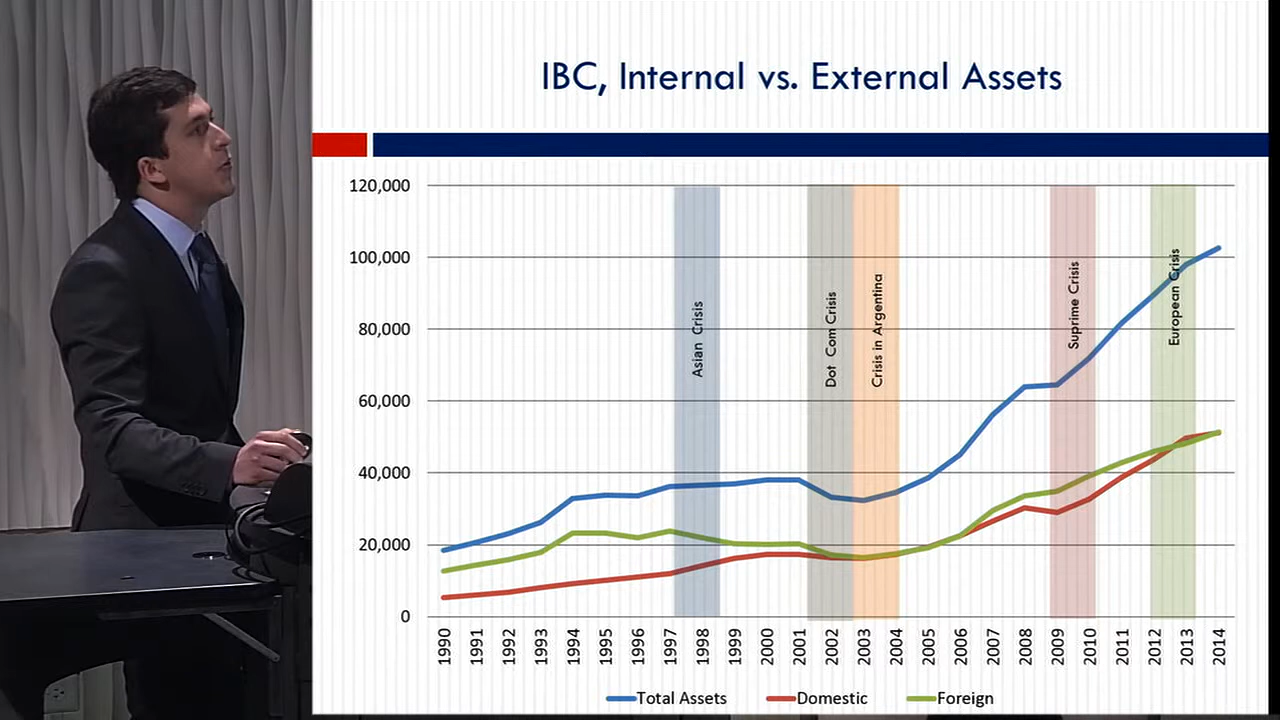 IBC, Internal vs. External Assets
120,000
100,000
80,000
60,000
40,000
20,000
0
Asian Crisis
Dot Com Crisis
Crisis in Argentina
Suprime Crisis
European Crisis
1990 1991 1992 1993 1994 1995 1996 1997 1998 1999 2000 2001 2002 2003 2004 2005 2006 2007 2008 2009 2010 2011 2012 2013 2014
Total Assets Domestic Foreign